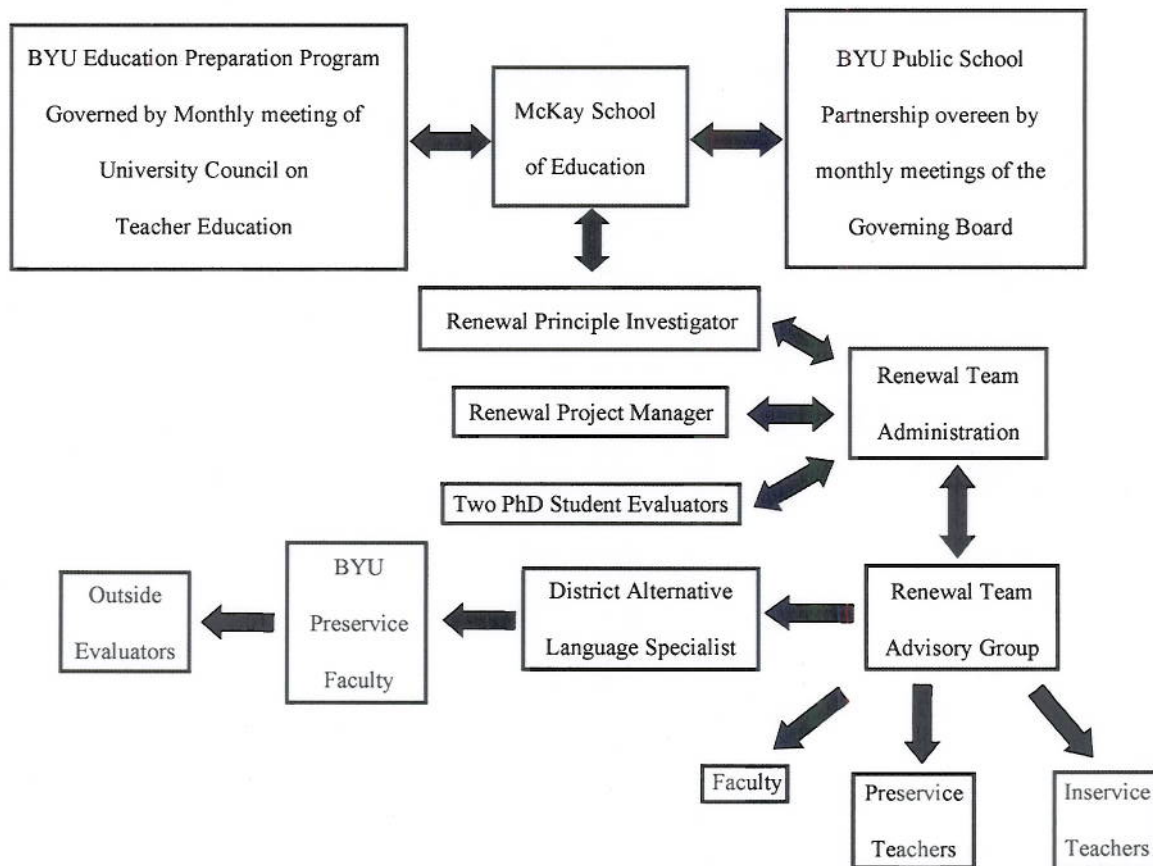 BYU Education Preparation Program
Governed by Monthly meeting of
University Council on
Teacher Education
McKay School
of Education
BYU Public School
Partnership overeen by
monthly meetings of the
Governing Board
Renewal Principle Investigator
Renewal Team
Administration
Renewal Project Manager
Two PhD Student Evaluators
Outside
Evaluators
BYU
Preservice
Faculty
District Alternative
Language Specialist
Renewal Team
Advisory Group
Faculty
Preservice
Teachers
Inservice
Teachers